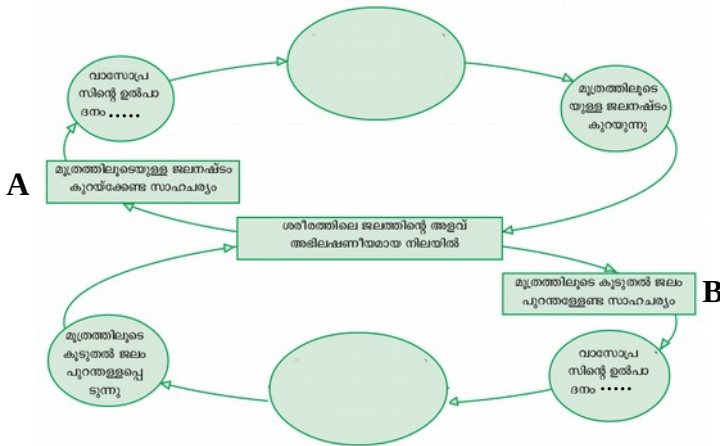 വാസോപ്ര
സിന്റെ ഉൽപാ
ദനം .....
മൂത്രത്തിലൂടെ
യുള്ള ജലനഷ്ടം
കുറയുന്നു
A
മൂത്രത്തിലൂടെയുള്ള ജലനഷ്ടം
കുറയ്ക്കേണ്ട സാഹചര്യം
ശരീരത്തിലെ ജലത്തിന്റെ അളവ്
അഭിലഷണീയമായ നിലയിൽ
മൂത്രത്തിലൂടെ കൂടുതൽ ജലം
പുറന്തള്ളേണ്ട സാഹചര്യം
B
മൂത്രത്തിലൂടെ
കൂടുതൽ ജലം
പുറന്തള്ളപ്പെ
ടുന്നു
വാസോപ്ര
സിന്റെ ഉൽപാ
ദനം .....